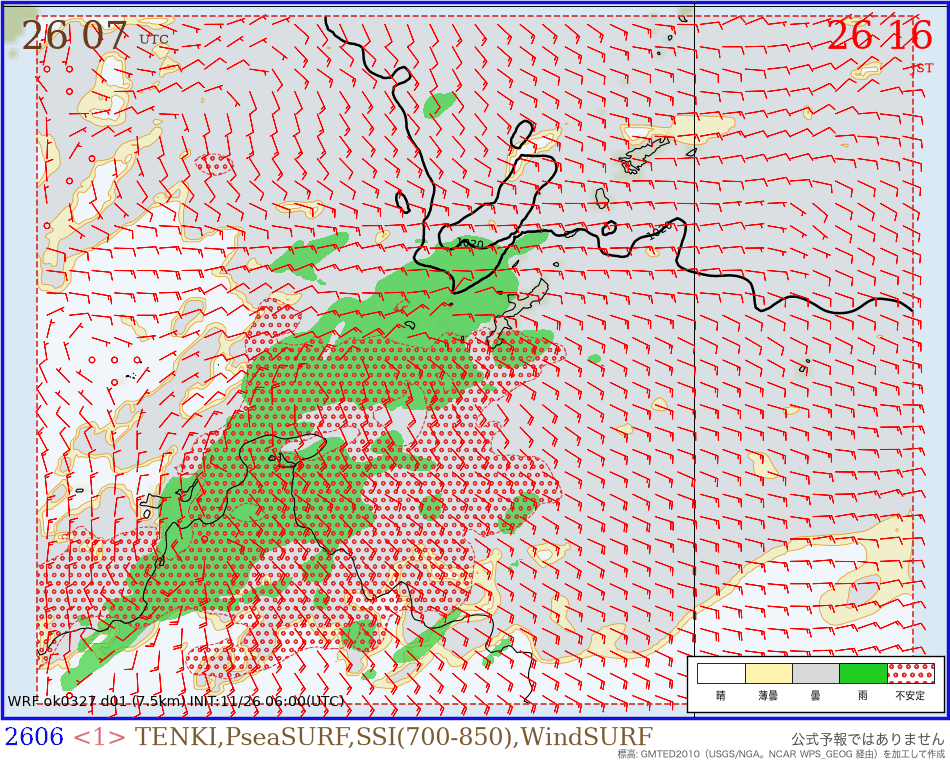 26 07 UTC
26 16
JST
1020
晴 薄曇 曇 雨 不安定
WRF ok0327 d01 (7.5km) INIT:11/26 06:00(UTC)
2606 <1> TENKI,PseaSURF,SSI(700-850),WindSURF
公式予報ではありません
標高: GMTED2010（USGS/NGA。NCAR WPS_GEOG 経由）を加工して作成